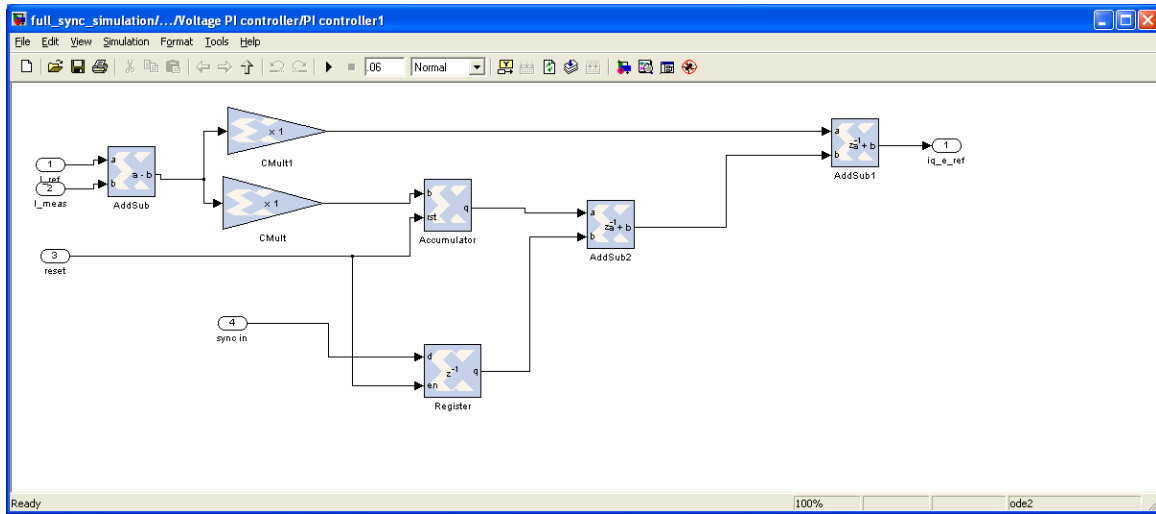 full_sync_simulation/.../Voltage PI controller/PI controller1
File Edit View Simulation Format Tools Help
.06 Normal
x 1
CMult1
1
I_ref
2
I_meas
a
b
a - b
AddSub
x 1
CMult
3
reset
b
rst
q
Accumulator
a
b
z⁻¹
a + b
AddSub2
a
b
z⁻¹
a + b
AddSub1
1
iq_e_ref
4
sync in
d
en
z⁻¹
q
Register
Ready 100% ode2